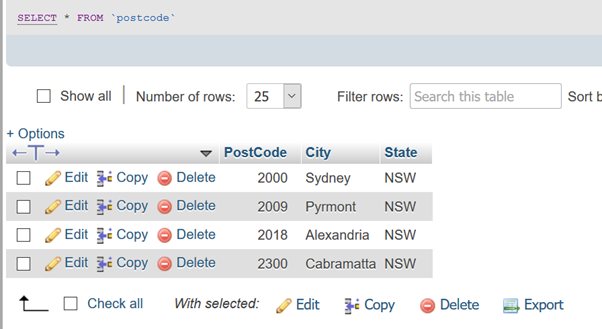 SELECT * FROM `postcode`
Show all Number of rows: 25 Filter rows: Search this table Sort b
+ Options
←T→ PostCode City State
Edit Copy Delete 2000 Sydney NSW
Edit Copy Delete 2009 Pyrmont NSW
Edit Copy Delete 2018 Alexandria NSW
Edit Copy Delete 2300 Cabramatta NSW
Check all With selected: Edit Copy Delete Export